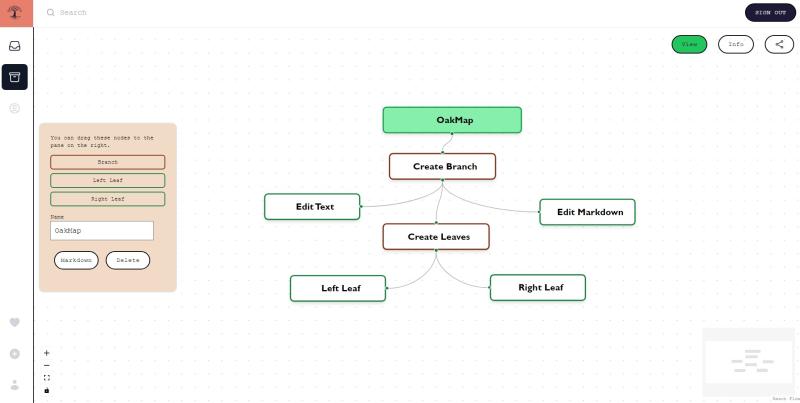 Search
SIGN OUT
View
Info
You can drag these nodes to the
pane on the right.
Branch
Left Leaf
Right Leaf
Name
OakMap
Markdown
Delete
OakMap
Create Branch
Edit Text
Edit Markdown
Create Leaves
Left Leaf
Right Leaf
React Flow